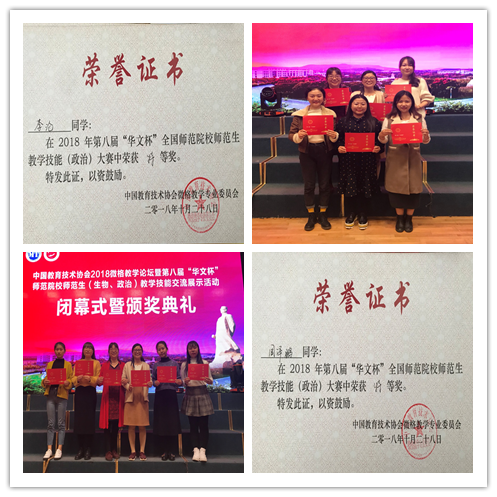 荣誉证书
同学:
在 2018 年第八届“华文杯”全国师范院校师范生
教学技能（政治）大赛中荣获 等奖。
特发此证，以资鼓励。
中国教育技术协会微格教学专业委员会
二零一八年十月二十八日
中国教育技术协会2018微格教学论坛暨第八届“华文杯”
师范院校师范生（生物、政治）教学技能交流展示活动
闭幕式暨颁奖典礼
荣誉证书
同学:
在 2018 年第八届“华文杯”全国师范院校师范生
教学技能（政治）大赛中荣获 等奖。
特发此证，以资鼓励。
中国教育技术协会微格教学专业委员会
二零一八年十月二十八日